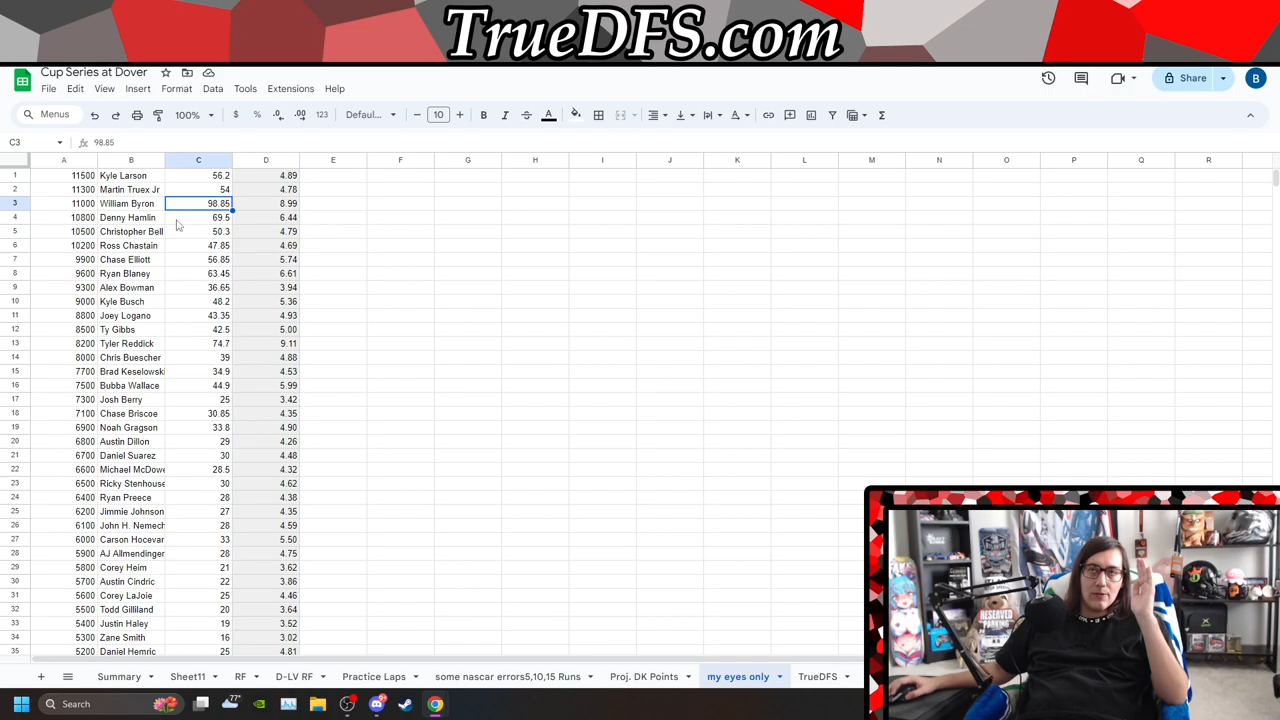 TrueDFS.com
Cup Series at Dover
Share
B
File Edit View Insert Format Data Tools Extensions Help
Menus 100% $ % .0 .00 123 Defaul... 10 B I A
C3 98.85
A B C D E F G H I J K L M N O P Q R
1 11500 Kyle Larson 56.2 4.89
2 11300 Martin Truex Jr 54 4.78
3 11000 William Byron 98.85 8.99
4 10800 Denny Hamlin 69.5 6.44
5 10500 Christopher Bell 50.3 4.79
6 10200 Ross Chastain 47.85 4.69
7 9900 Chase Elliott 56.85 5.74
8 9600 Ryan Blaney 63.45 6.61
9 9300 Alex Bowman 36.65 3.94
10 9000 Kyle Busch 48.2 5.36
11 8800 Joey Logano 43.35 4.93
12 8500 Ty Gibbs 42.5 5.00
13 8200 Tyler Reddick 74.7 9.11
14 8000 Chris Buescher 39 4.88
15 7700 Brad Keselowski 34.9 4.53
16 7500 Bubba Wallace 44.9 5.99
17 7300 Josh Berry 25 3.42
18 7100 Chase Briscoe 30.85 4.35
19 6900 Noah Gragson 33.8 4.90
20 6800 Austin Dillon 29 4.26
21 6700 Daniel Suarez 30 4.48
22 6600 Michael McDowe 28.5 4.32
23 6500 Ricky Stenhouse 30 4.62
24 6400 Ryan Preece 28 4.38
25 6200 Jimmie Johnson 27 4.35
26 6100 John H. Nemech 28 4.59
27 6000 Carson Hocevar 33 5.50
28 5900 AJ Allmendinger 28 4.75
29 5800 Corey Heim 21 3.62
30 5700 Austin Cindric 22 3.86
31 5600 Corey LaJoie 25 4.46
32 5500 Todd Gilliland 20 3.64
33 5400 Justin Haley 19 3.52
34 5300 Zane Smith 16 3.02
35 5200 Daniel Hemric 25 4.81
RESERVED
PARKING
Summary Sheet11 RF D-LV RF Practice Laps some nascar errors5,10,15 Runs Proj. DK Points my eyes only TrueDFS
Search 77°